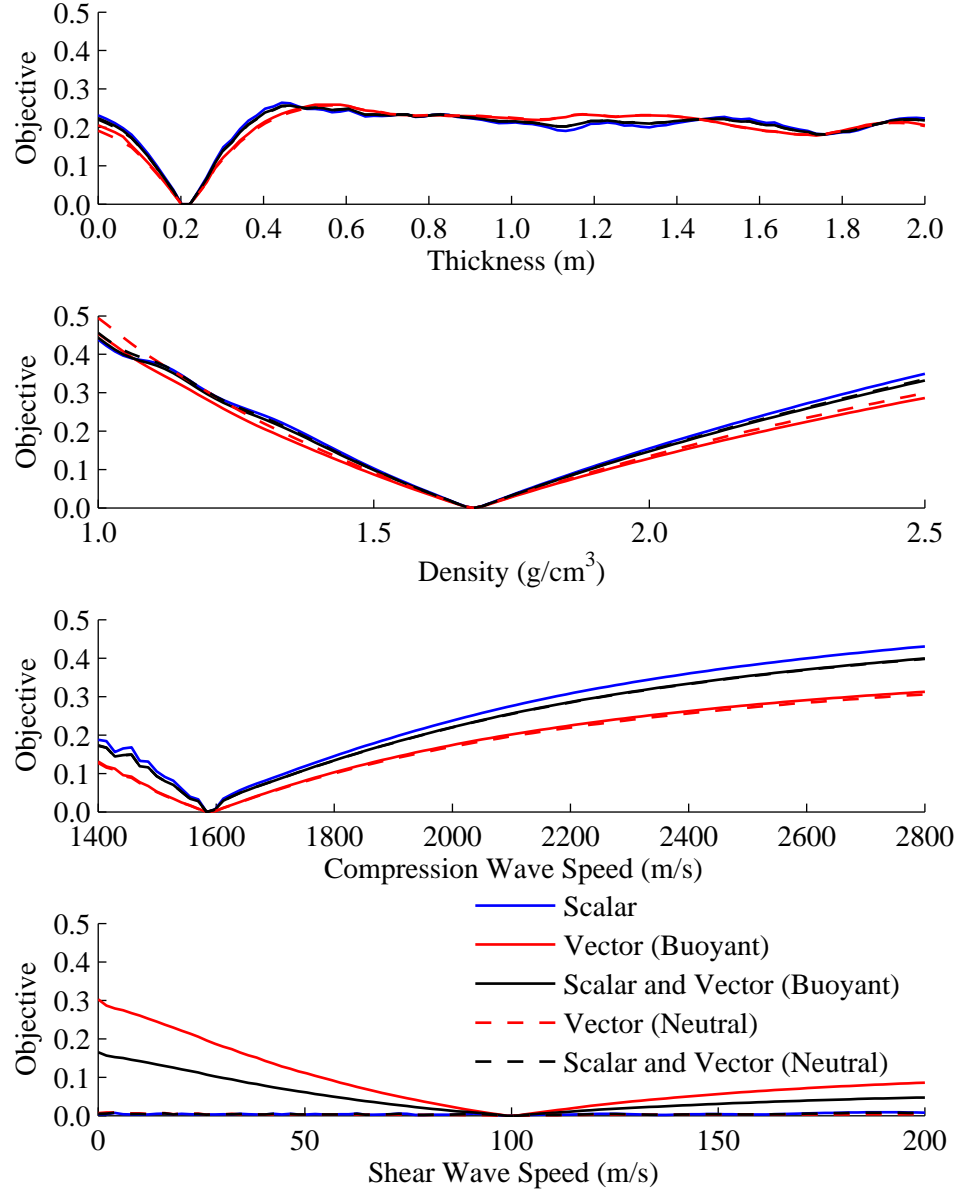 0.5
0.4
0.3
0.2
0.1
0.0
Objective
0.0 0.2 0.4 0.6 0.8 1.0 1.2 1.4 1.6 1.8 2.0
Thickness (m)
0.5
0.4
0.3
0.2
0.1
0.0
Objective
1.0 1.5 2.0 2.5
Density (g/cm³)
0.5
0.4
0.3
0.2
0.1
0.0
Objective
1400 1600 1800 2000 2200 2400 2600 2800
Compression Wave Speed (m/s)
0.5
0.4
0.3
0.2
0.1
0.0
Objective
Scalar
Vector (Buoyant)
Scalar and Vector (Buoyant)
Vector (Neutral)
Scalar and Vector (Neutral)
0 50 100 150 200
Shear Wave Speed (m/s)